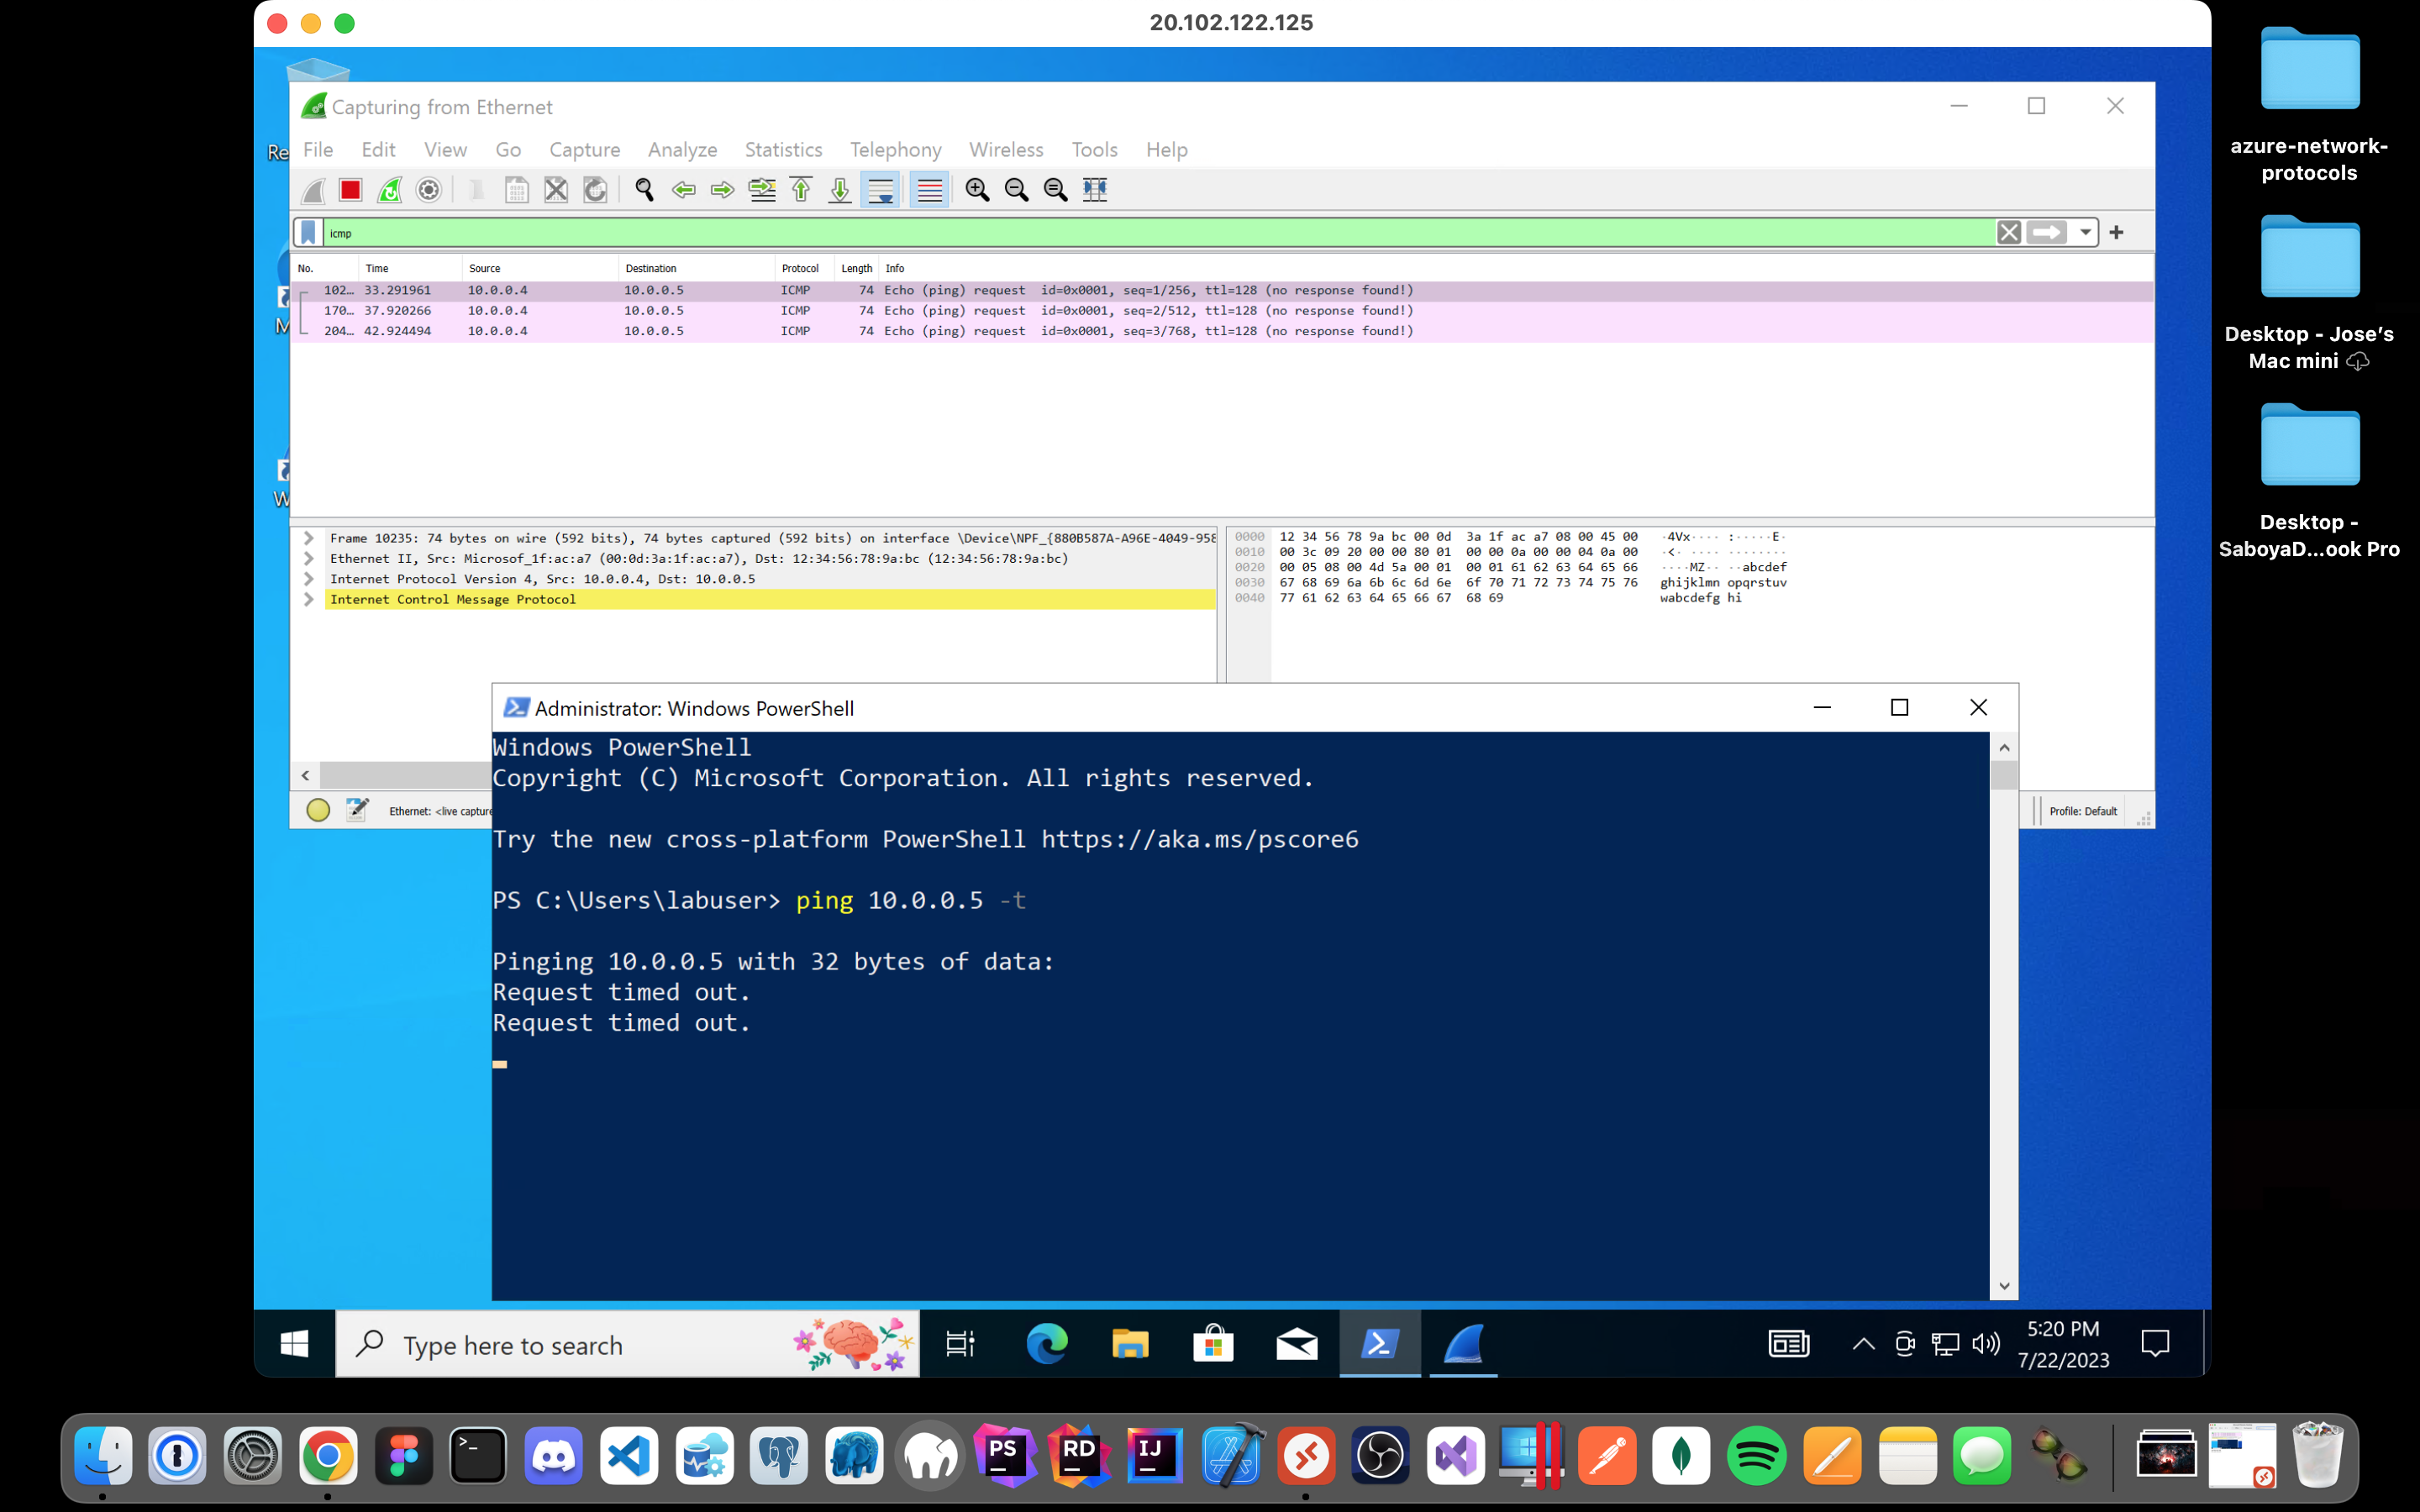 20.102.122.125
Capturing from Ethernet
File Edit View Go Capture Analyze Statistics Telephony Wireless Tools Help
icmp
No. Time Source Destination Protocol Length Info
102… 33.291961 10.0.0.4 10.0.0.5 ICMP 74 Echo (ping) request id=0x0001, seq=1/256, ttl=128 (no response found!)
170… 37.920266 10.0.0.4 10.0.0.5 ICMP 74 Echo (ping) request id=0x0001, seq=2/512, ttl=128 (no response found!)
204… 42.924494 10.0.0.4 10.0.0.5 ICMP 74 Echo (ping) request id=0x0001, seq=3/768, ttl=128 (no response found!)
Frame 10235: 74 bytes on wire (592 bits), 74 bytes captured (592 bits) on interface \Device\NPF_{880B587A-A96E-4049-958
Ethernet II, Src: Microsof_1f:ac:a7 (00:0d:3a:1f:ac:a7), Dst: 12:34:56:78:9a:bc (12:34:56:78:9a:bc)
Internet Protocol Version 4, Src: 10.0.0.4, Dst: 10.0.0.5
Internet Control Message Protocol
0000 12 34 56 78 9a bc 00 0d 3a 1f ac a7 08 00 45 00 ·4Vx···· :·····E·
0010 00 3c 09 20 00 00 80 01 00 00 0a 00 00 04 0a 00 ·<· ···· ········
0020 00 05 08 00 4d 5a 00 01 00 01 61 62 63 64 65 66 ····MZ·· ··abcdef
0030 67 68 69 6a 6b 6c 6d 6e 6f 70 71 72 73 74 75 76 ghijklmn opqrstuv
0040 77 61 62 63 64 65 66 67 68 69 wabcdefg hi
Ethernet: <live capture
Profile: Default
Administrator: Windows PowerShell
Windows PowerShell
Copyright (C) Microsoft Corporation. All rights reserved.
Try the new cross-platform PowerShell https://aka.ms/pscore6
PS C:\Users\labuser> ping 10.0.0.5 -t
Pinging 10.0.0.5 with 32 bytes of data:
Request timed out.
Request timed out.
Re
M
W
Type here to search
5:20 PM
7/22/2023
azure-network-
protocols
Desktop - Jose's
Mac mini
Desktop -
SaboyaD...ook Pro
>_
PS
RD
IJ